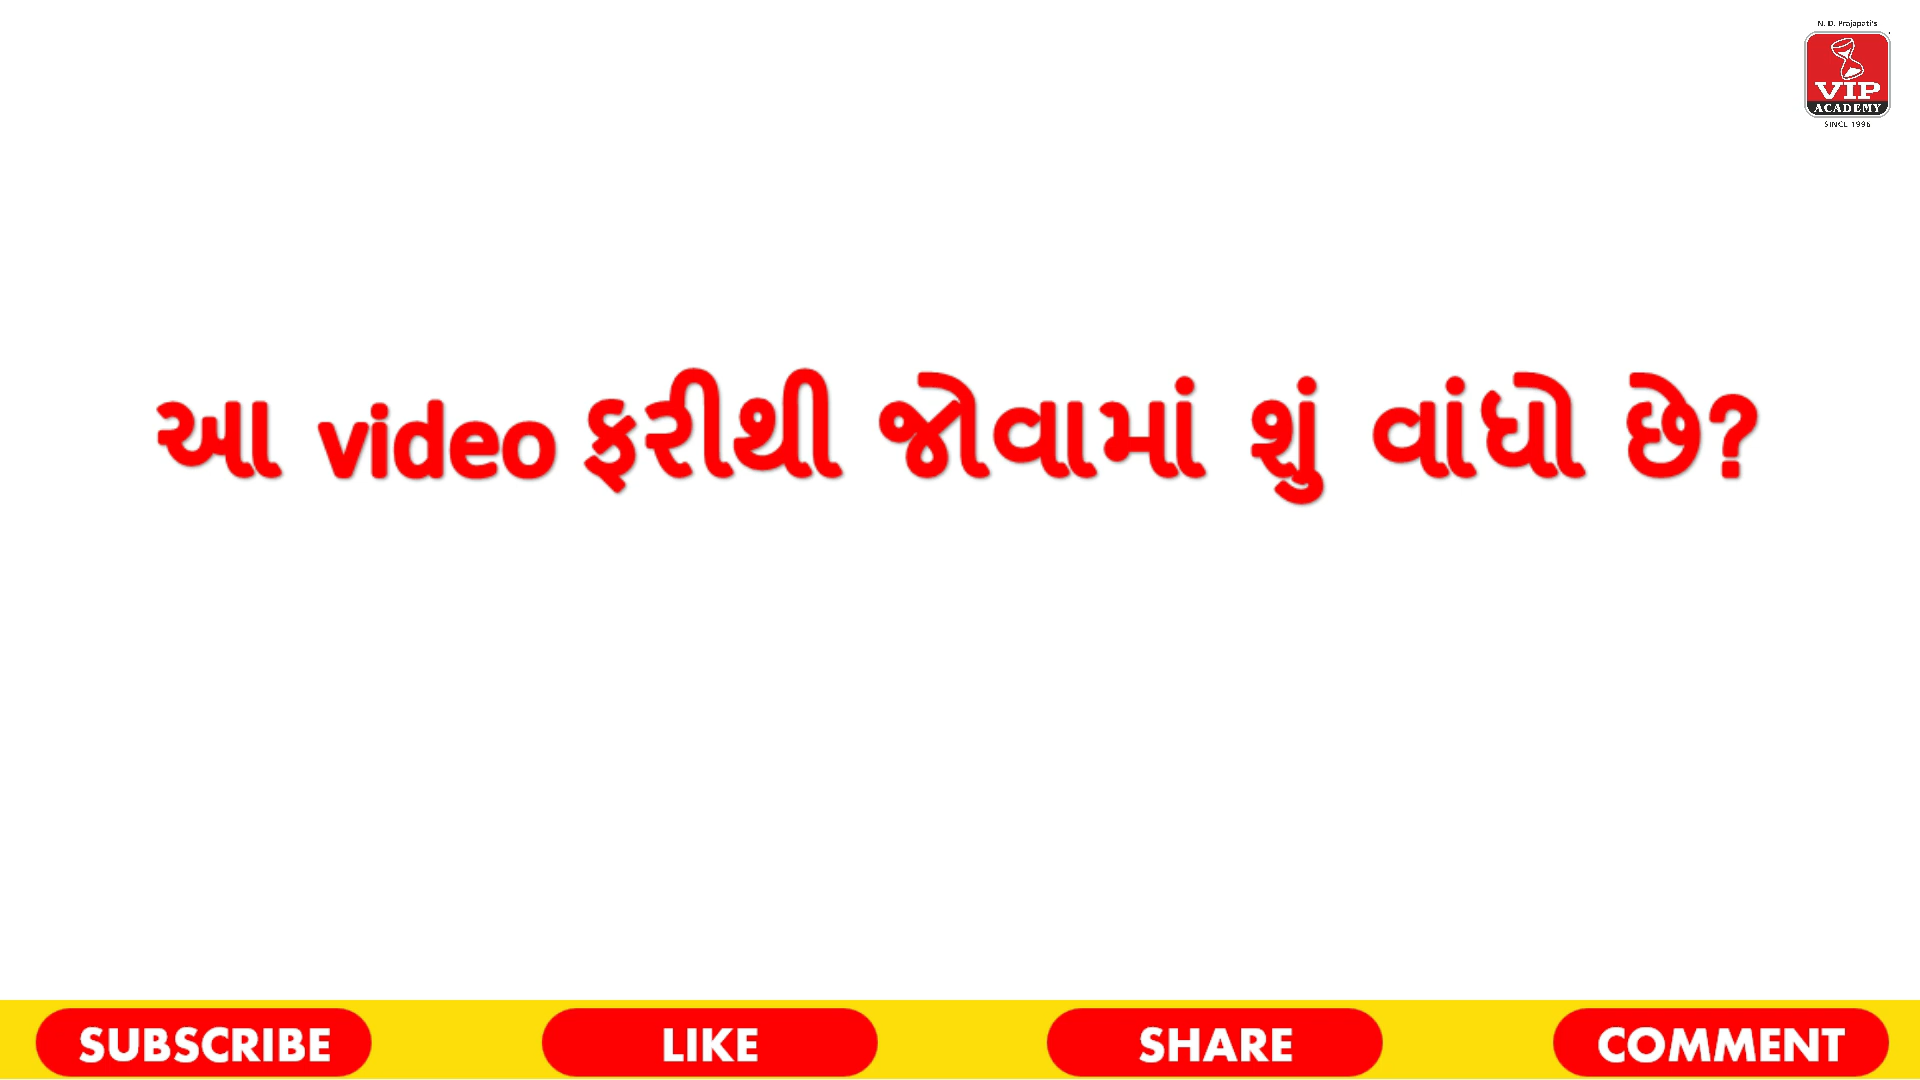 N. D. Prajapati's
VIP
ACADEMY
SINCE 1996
આ video ફરીથી જોવામાં શું વાંધો છે?
SUBSCRIBE
LIKE
SHARE
COMMENT